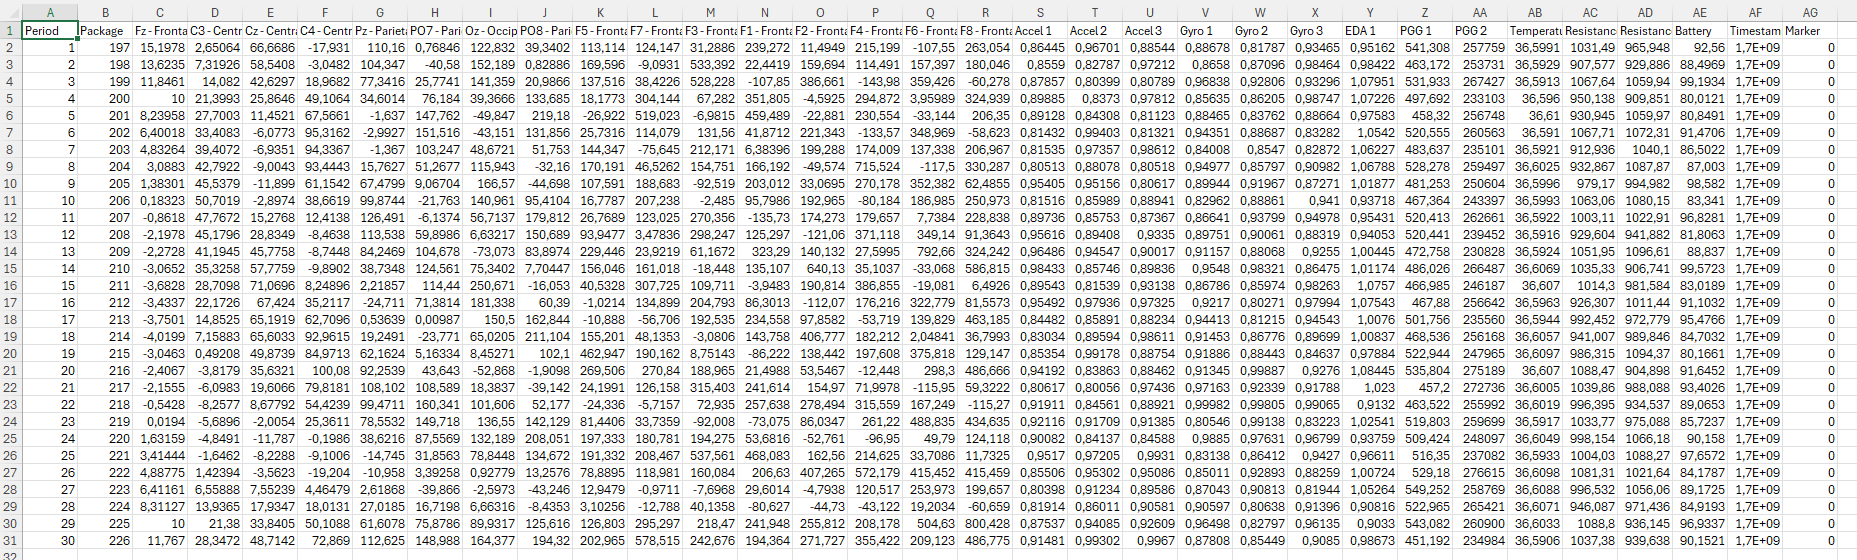 A B C D E F G H I J K L M N O P Q R S T U V W X Y Z AA AB AC AD AE AF AG
1 Period Package Fz - Fronta C3 - Centr Cz - Centra C4 - Centr Pz - Parieta PO7 - Pari Oz - Occip PO8 - Pari F5 - Fronta F7 - Fronta F3 - Fronta F1 - Fronta F2 - Fronta F4 - Fronta F6 - Fronta F8 - Fronta Accel 1 Accel 2 Accel 3 Gyro 1 Gyro 2 Gyro 3 EDA 1 PGG 1 PGG 2 Temperatu Resistanc Resistanc Battery Timestam Marker
2 1 197 15,1978 2,65064 66,6686 -17,931 110,16 0,76846 122,832 39,3402 113,114 124,147 31,2886 239,272 11,4949 215,199 -107,55 263,054 0,86445 0,96701 0,88544 0,88678 0,81787 0,93465 0,95162 541,308 257759 36,5991 1031,49 965,948 92,56 1,7E+09 0
3 2 198 13,6235 7,31926 58,5408 -3,0482 104,347 -40,58 152,189 0,82886 169,596 -9,0931 533,392 22,4419 159,694 114,491 157,397 180,046 0,8559 0,82787 0,97212 0,8658 0,87096 0,98464 0,98422 463,172 253731 36,5929 907,577 929,886 88,4969 1,7E+09 0
4 3 199 11,8461 14,082 42,6297 18,9682 77,3416 25,7741 141,359 20,9866 137,516 38,4226 528,228 -107,85 386,661 -143,98 359,426 -60,278 0,87857 0,80399 0,80789 0,96838 0,92806 0,93296 1,07951 531,933 267427 36,5913 1067,64 1059,94 99,1934 1,7E+09 0
5 4 200 10 21,3993 25,8646 49,1064 34,6014 76,184 39,3666 133,685 18,1773 304,144 67,282 351,805 -4,5925 294,872 3,95989 324,939 0,89885 0,8373 0,97812 0,85635 0,86205 0,98747 1,07226 497,692 233103 36,596 950,138 909,851 80,0121 1,7E+09 0
6 5 201 8,23958 27,7003 11,4521 67,5661 -1,637 147,762 -49,847 219,18 -26,922 519,023 -6,9815 459,489 -22,881 230,554 -33,144 206,35 0,89128 0,84308 0,81123 0,88465 0,83762 0,88664 0,97583 458,32 256748 36,61 930,945 1059,97 80,8491 1,7E+09 0
7 6 202 6,40018 33,4083 -6,0773 95,3162 -2,9927 151,516 -43,151 131,856 25,7316 114,079 131,56 41,8712 221,343 -133,57 348,969 -58,623 0,81432 0,99403 0,81321 0,94351 0,88687 0,83282 1,0542 520,555 260563 36,591 1067,71 1072,31 91,4706 1,7E+09 0
8 7 203 4,83264 39,4072 -6,9351 94,3367 -1,367 103,247 48,6721 51,753 144,347 -75,645 212,171 6,38396 199,288 174,009 137,338 206,967 0,81535 0,97357 0,98612 0,84008 0,8547 0,82872 1,06227 483,637 235101 36,5921 912,936 1040,1 86,5022 1,7E+09 0
9 8 204 3,0883 42,7922 -9,0043 93,4443 15,7627 51,2677 115,943 -32,16 170,191 46,5262 154,751 166,192 -49,574 715,524 -117,5 330,287 0,80513 0,88078 0,80518 0,94977 0,85797 0,90982 1,06788 528,278 259497 36,6025 932,867 1087,87 87,003 1,7E+09 0
10 9 205 1,38301 45,5379 -11,899 61,1542 67,4799 9,06704 166,57 -44,698 107,591 188,683 -92,519 203,012 33,0695 270,178 352,382 62,4855 0,95405 0,95156 0,80617 0,89944 0,91967 0,87271 1,01877 481,253 250604 36,5996 979,17 994,982 98,582 1,7E+09 0
11 10 206 0,18323 50,7019 -2,8974 38,6619 99,8744 -21,763 140,961 95,4104 16,7787 207,238 -2,485 95,7986 192,965 -80,184 186,985 250,973 0,81516 0,85989 0,88941 0,82962 0,88861 0,941 0,93718 467,364 243397 36,5993 1063,06 1080,15 83,341 1,7E+09 0
12 11 207 -0,8618 47,7672 15,2768 12,4138 126,491 -6,1374 56,7137 179,812 26,7689 123,025 270,356 -135,73 174,273 179,657 7,7384 228,838 0,89736 0,85753 0,87367 0,86641 0,93799 0,94978 0,95431 520,413 262661 36,5922 1003,11 1022,91 96,8281 1,7E+09 0
13 12 208 -2,1978 45,1796 28,8349 -8,4638 113,538 59,8986 6,63217 150,689 93,9477 3,47836 298,247 125,297 -121,06 371,118 349,14 91,3643 0,95616 0,89408 0,9335 0,89751 0,90061 0,88319 0,94053 520,441 239452 36,5916 929,604 941,882 81,8063 1,7E+09 0
14 13 209 -2,2728 41,1945 45,7758 -8,7448 84,2469 104,678 -73,073 83,8974 229,446 23,9219 61,1672 323,29 140,132 27,5995 792,66 324,242 0,96486 0,94547 0,90017 0,91157 0,88068 0,9255 1,00445 472,758 230828 36,5924 1051,95 1096,61 88,837 1,7E+09 0
15 14 210 -3,0652 35,3258 57,7759 -9,8902 38,7348 124,561 75,3402 7,70447 156,046 161,018 -18,448 135,107 640,13 35,1037 -33,068 586,815 0,98433 0,85746 0,89836 0,9548 0,98321 0,86475 1,01174 486,026 266487 36,6069 1035,33 906,741 99,5723 1,7E+09 0
16 15 211 -3,6828 28,7098 71,0696 8,24896 2,21857 114,44 250,671 -16,053 40,5328 307,725 109,711 -3,9483 190,814 386,855 -19,081 6,4926 0,89543 0,81539 0,93138 0,86786 0,85974 0,98263 1,0757 466,985 246187 36,607 1014,3 981,584 83,0189 1,7E+09 0
17 16 212 -3,4337 22,1726 67,424 35,2117 -24,711 71,3814 181,338 60,39 -1,0214 134,899 204,793 86,3013 -112,07 176,216 322,779 81,5573 0,95492 0,97936 0,97325 0,9217 0,80271 0,97994 1,07543 467,88 256642 36,5963 926,307 1011,44 91,1032 1,7E+09 0
18 17 213 -3,7501 14,8525 65,1919 62,7096 0,53639 0,00987 150,5 162,844 -10,888 -56,706 192,535 234,558 97,8582 -53,719 139,829 463,185 0,84482 0,85891 0,88234 0,94413 0,81215 0,94543 1,0076 501,756 235560 36,5944 992,452 972,779 95,4766 1,7E+09 0
19 18 214 -4,0199 7,15883 65,6033 92,9615 19,2491 -23,771 65,0205 211,104 155,201 48,1353 -3,0806 143,758 406,777 182,212 2,04841 36,7993 0,83034 0,89594 0,98611 0,91453 0,86776 0,89699 1,00837 468,536 256168 36,6057 941,007 989,846 84,7032 1,7E+09 0
20 19 215 -3,0463 0,49208 49,8739 84,9713 62,1624 5,16334 8,45271 102,1 462,947 190,162 8,75143 -86,222 138,442 197,608 375,818 129,147 0,85354 0,99178 0,88754 0,91886 0,88443 0,84637 0,97884 522,944 247965 36,6097 986,315 1094,37 80,1661 1,7E+09 0
21 20 216 -2,4067 -3,8179 35,6321 100,08 92,2539 43,643 -52,868 -1,9098 269,506 270,84 188,965 21,4988 53,5467 -12,448 298,3 486,666 0,94192 0,83863 0,88462 0,91345 0,99887 0,9276 1,08445 535,804 275189 36,607 1088,47 904,898 91,6452 1,7E+09 0
22 21 217 -2,1555 -6,0983 19,6066 79,8181 108,102 108,589 18,3837 -39,142 24,1991 126,158 315,403 241,614 154,97 71,9978 -115,95 59,3222 0,80617 0,80056 0,97436 0,97163 0,92339 0,91788 1,023 457,2 272736 36,6005 1039,86 988,088 93,4026 1,7E+09 0
23 22 218 -0,5428 -8,2577 8,67792 54,4239 99,4711 160,341 101,606 52,177 -24,336 -5,7157 72,935 257,638 278,494 315,559 167,249 -115,27 0,91911 0,84561 0,88921 0,99982 0,99805 0,99065 0,9132 463,522 255992 36,6019 996,395 934,537 89,0653 1,7E+09 0
24 23 219 0,0194 -5,6896 -2,0054 25,3611 78,5532 149,718 136,55 142,129 81,4406 33,7359 -92,008 -73,075 86,0347 261,22 488,835 434,635 0,92116 0,91709 0,91385 0,80546 0,99138 0,83223 1,02541 519,803 259699 36,5917 1033,77 975,088 85,7237 1,7E+09 0
25 24 220 1,63159 -4,8491 -11,787 -0,1986 38,6216 87,5569 132,189 208,051 197,333 180,781 194,275 53,6816 -52,761 -96,95 49,79 124,118 0,90082 0,84137 0,84588 0,9885 0,97631 0,96799 0,93759 509,424 248097 36,6049 998,154 1066,18 90,158 1,7E+09 0
26 25 221 3,41444 -1,6462 -8,2288 -9,1006 -14,745 31,8563 78,8448 134,672 191,332 208,467 537,561 468,083 162,56 214,625 33,7086 11,7325 0,9517 0,97205 0,9931 0,83138 0,86412 0,9427 0,96611 516,35 237082 36,5933 1004,03 1088,27 97,6572 1,7E+09 0
27 26 222 4,88775 1,42394 -3,5623 -19,204 -10,958 3,39258 0,92779 13,2576 78,8895 118,981 160,084 206,63 407,265 572,179 415,452 415,459 0,85506 0,95302 0,95086 0,85011 0,92893 0,88259 1,00724 529,18 276615 36,6098 1081,31 1021,64 84,1787 1,7E+09 0
28 27 223 6,41161 6,55888 7,55239 4,46479 2,61868 -39,866 -2,5973 -43,246 12,9479 -0,9711 -7,6968 29,6014 -4,7938 120,517 253,973 199,657 0,80398 0,91234 0,89586 0,87043 0,90813 0,81944 1,05264 549,252 258769 36,6088 996,532 1056,06 89,1725 1,7E+09 0
29 28 224 8,31127 13,9365 17,9347 18,0131 27,0185 16,7198 6,66316 -8,4353 3,10256 -12,788 40,1358 -80,627 -44,73 -43,122 19,2034 -60,659 0,81914 0,86011 0,90581 0,90597 0,80638 0,91396 0,90816 522,965 265421 36,6071 946,087 971,436 84,9193 1,7E+09 0
30 29 225 10 21,38 33,8405 50,1088 61,6078 75,8786 89,9317 125,616 126,803 295,297 218,47 241,948 255,812 208,178 504,63 800,428 0,87537 0,94085 0,92609 0,96498 0,82797 0,96135 0,9033 543,082 260900 36,6033 1088,8 936,145 96,9337 1,7E+09 0
31 30 226 11,767 28,3472 48,7142 72,869 112,625 148,988 164,377 194,32 202,965 578,515 242,676 194,364 271,727 355,422 209,123 486,775 0,91481 0,99302 0,9967 0,87808 0,85449 0,9085 0,98673 451,192 234984 36,5906 1037,38 939,638 90,1521 1,7E+09 0
32